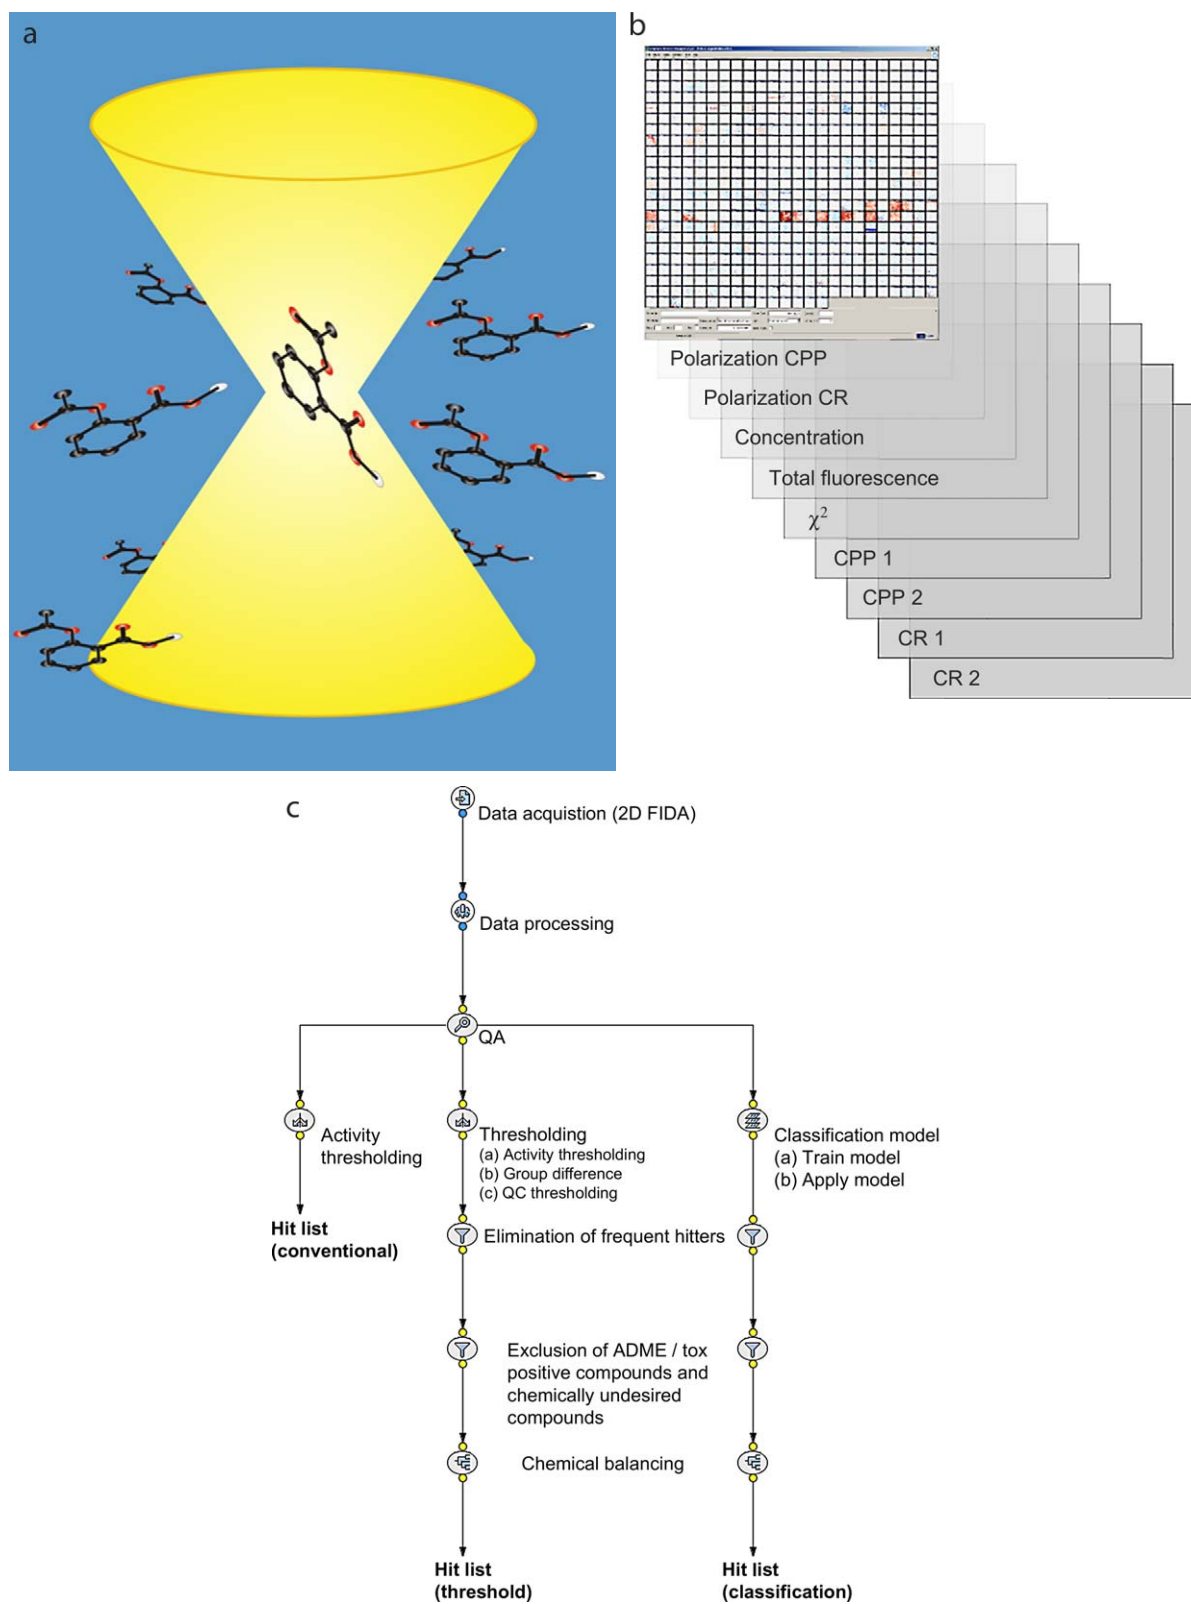 a
b
Polarization CPP
Polarization CR
Concentration
Total fluorescence
χ²
CPP 1
CPP 2
CR 1
CR 2
c
Data acquistion (2D FIDA)
Data processing
QA
Activity
thresholding
Hit list
(conventional)
Thresholding
(a) Activity thresholding
(b) Group difference
(c) QC thresholding
Classification model
(a) Train model
(b) Apply model
Elimination of frequent hitters
Exclusion of ADME / tox
positive compounds and
chemically undesired
compounds
Chemical balancing
Hit list
(threshold)
Hit list
(classification)